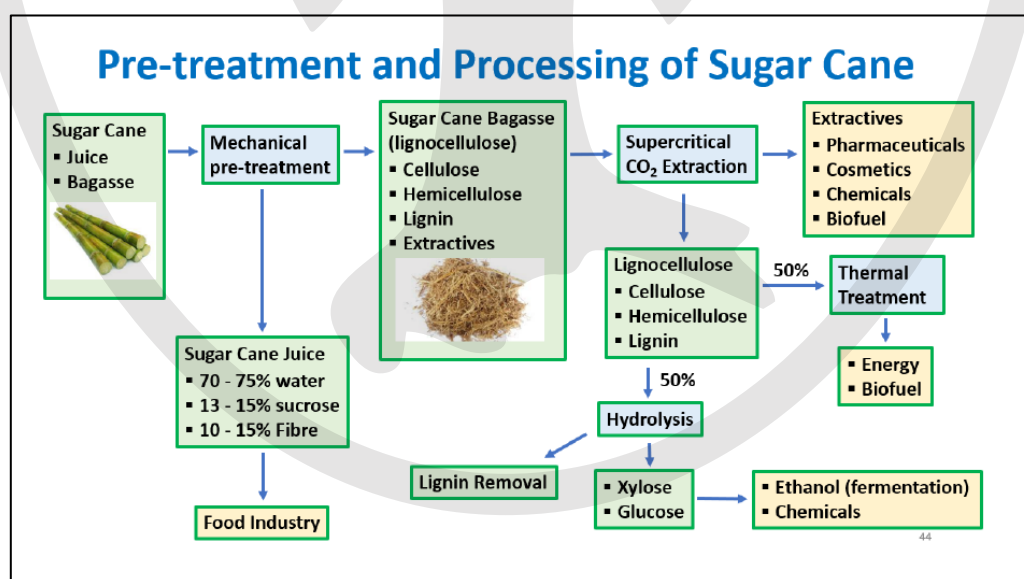 Pre-treatment and Processing of Sugar Cane
Sugar Cane
▪ Juice
▪ Bagasse
Mechanical
pre-treatment
Sugar Cane Bagasse
(lignocellulose)
▪ Cellulose
▪ Hemicellulose
▪ Lignin
▪ Extractives
Supercritical
CO₂ Extraction
Extractives
▪ Pharmaceuticals
▪ Cosmetics
▪ Chemicals
▪ Biofuel
Lignocellulose
▪ Cellulose
▪ Hemicellulose
▪ Lignin
50%
Thermal
Treatment
▪ Energy
▪ Biofuel
Sugar Cane Juice
▪ 70 - 75% water
▪ 13 - 15% sucrose
▪ 10 - 15% Fibre
50%
Hydrolysis
Lignin Removal
▪ Xylose
▪ Glucose
▪ Ethanol (fermentation)
▪ Chemicals
Food Industry
44